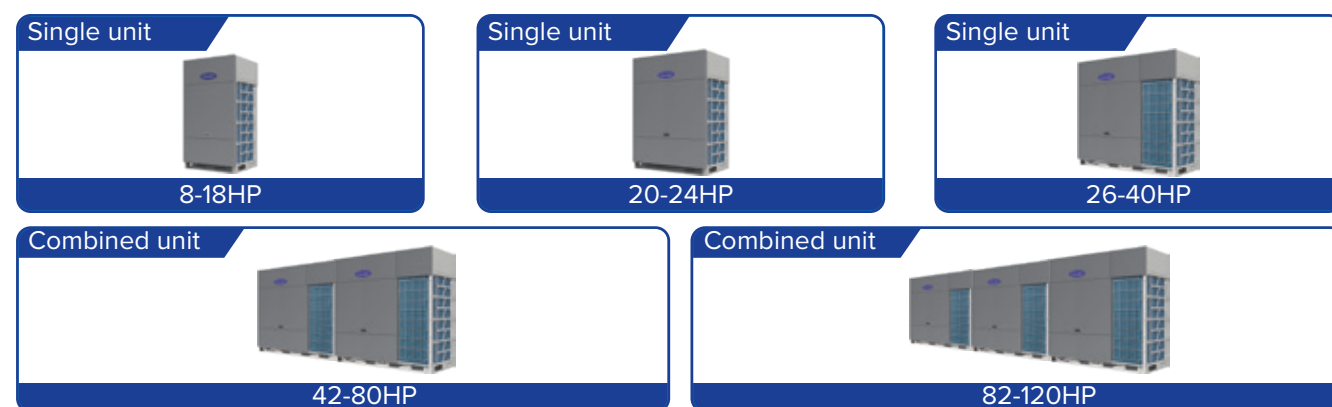 Single unit
Single unit
Single unit
8-18HP
20-24HP
26-40HP
Combined unit
Combined unit
42-80HP
82-120HP